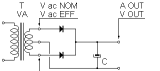 T
VA
V ac NOM
V ac EFF
A OUT
V OUT
C